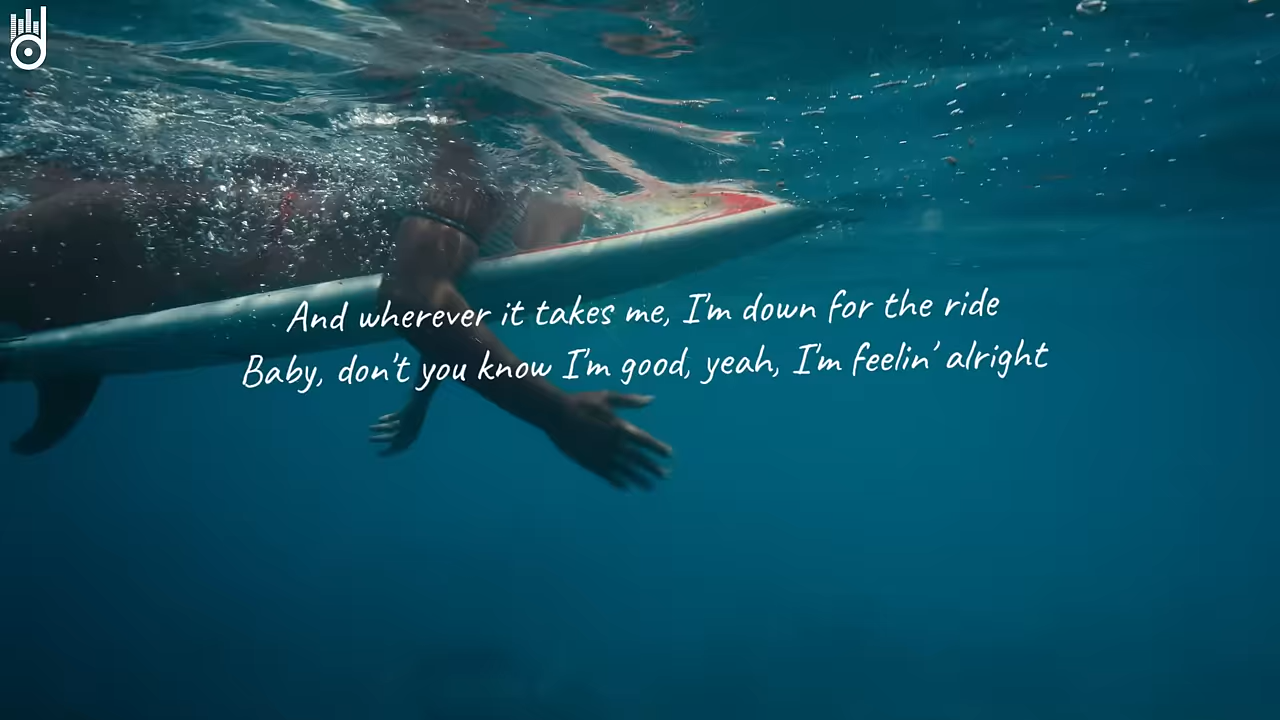 And wherever it takes me, I'm down for the ride
Baby, don't you know I'm good, yeah, I'm feelin' alright